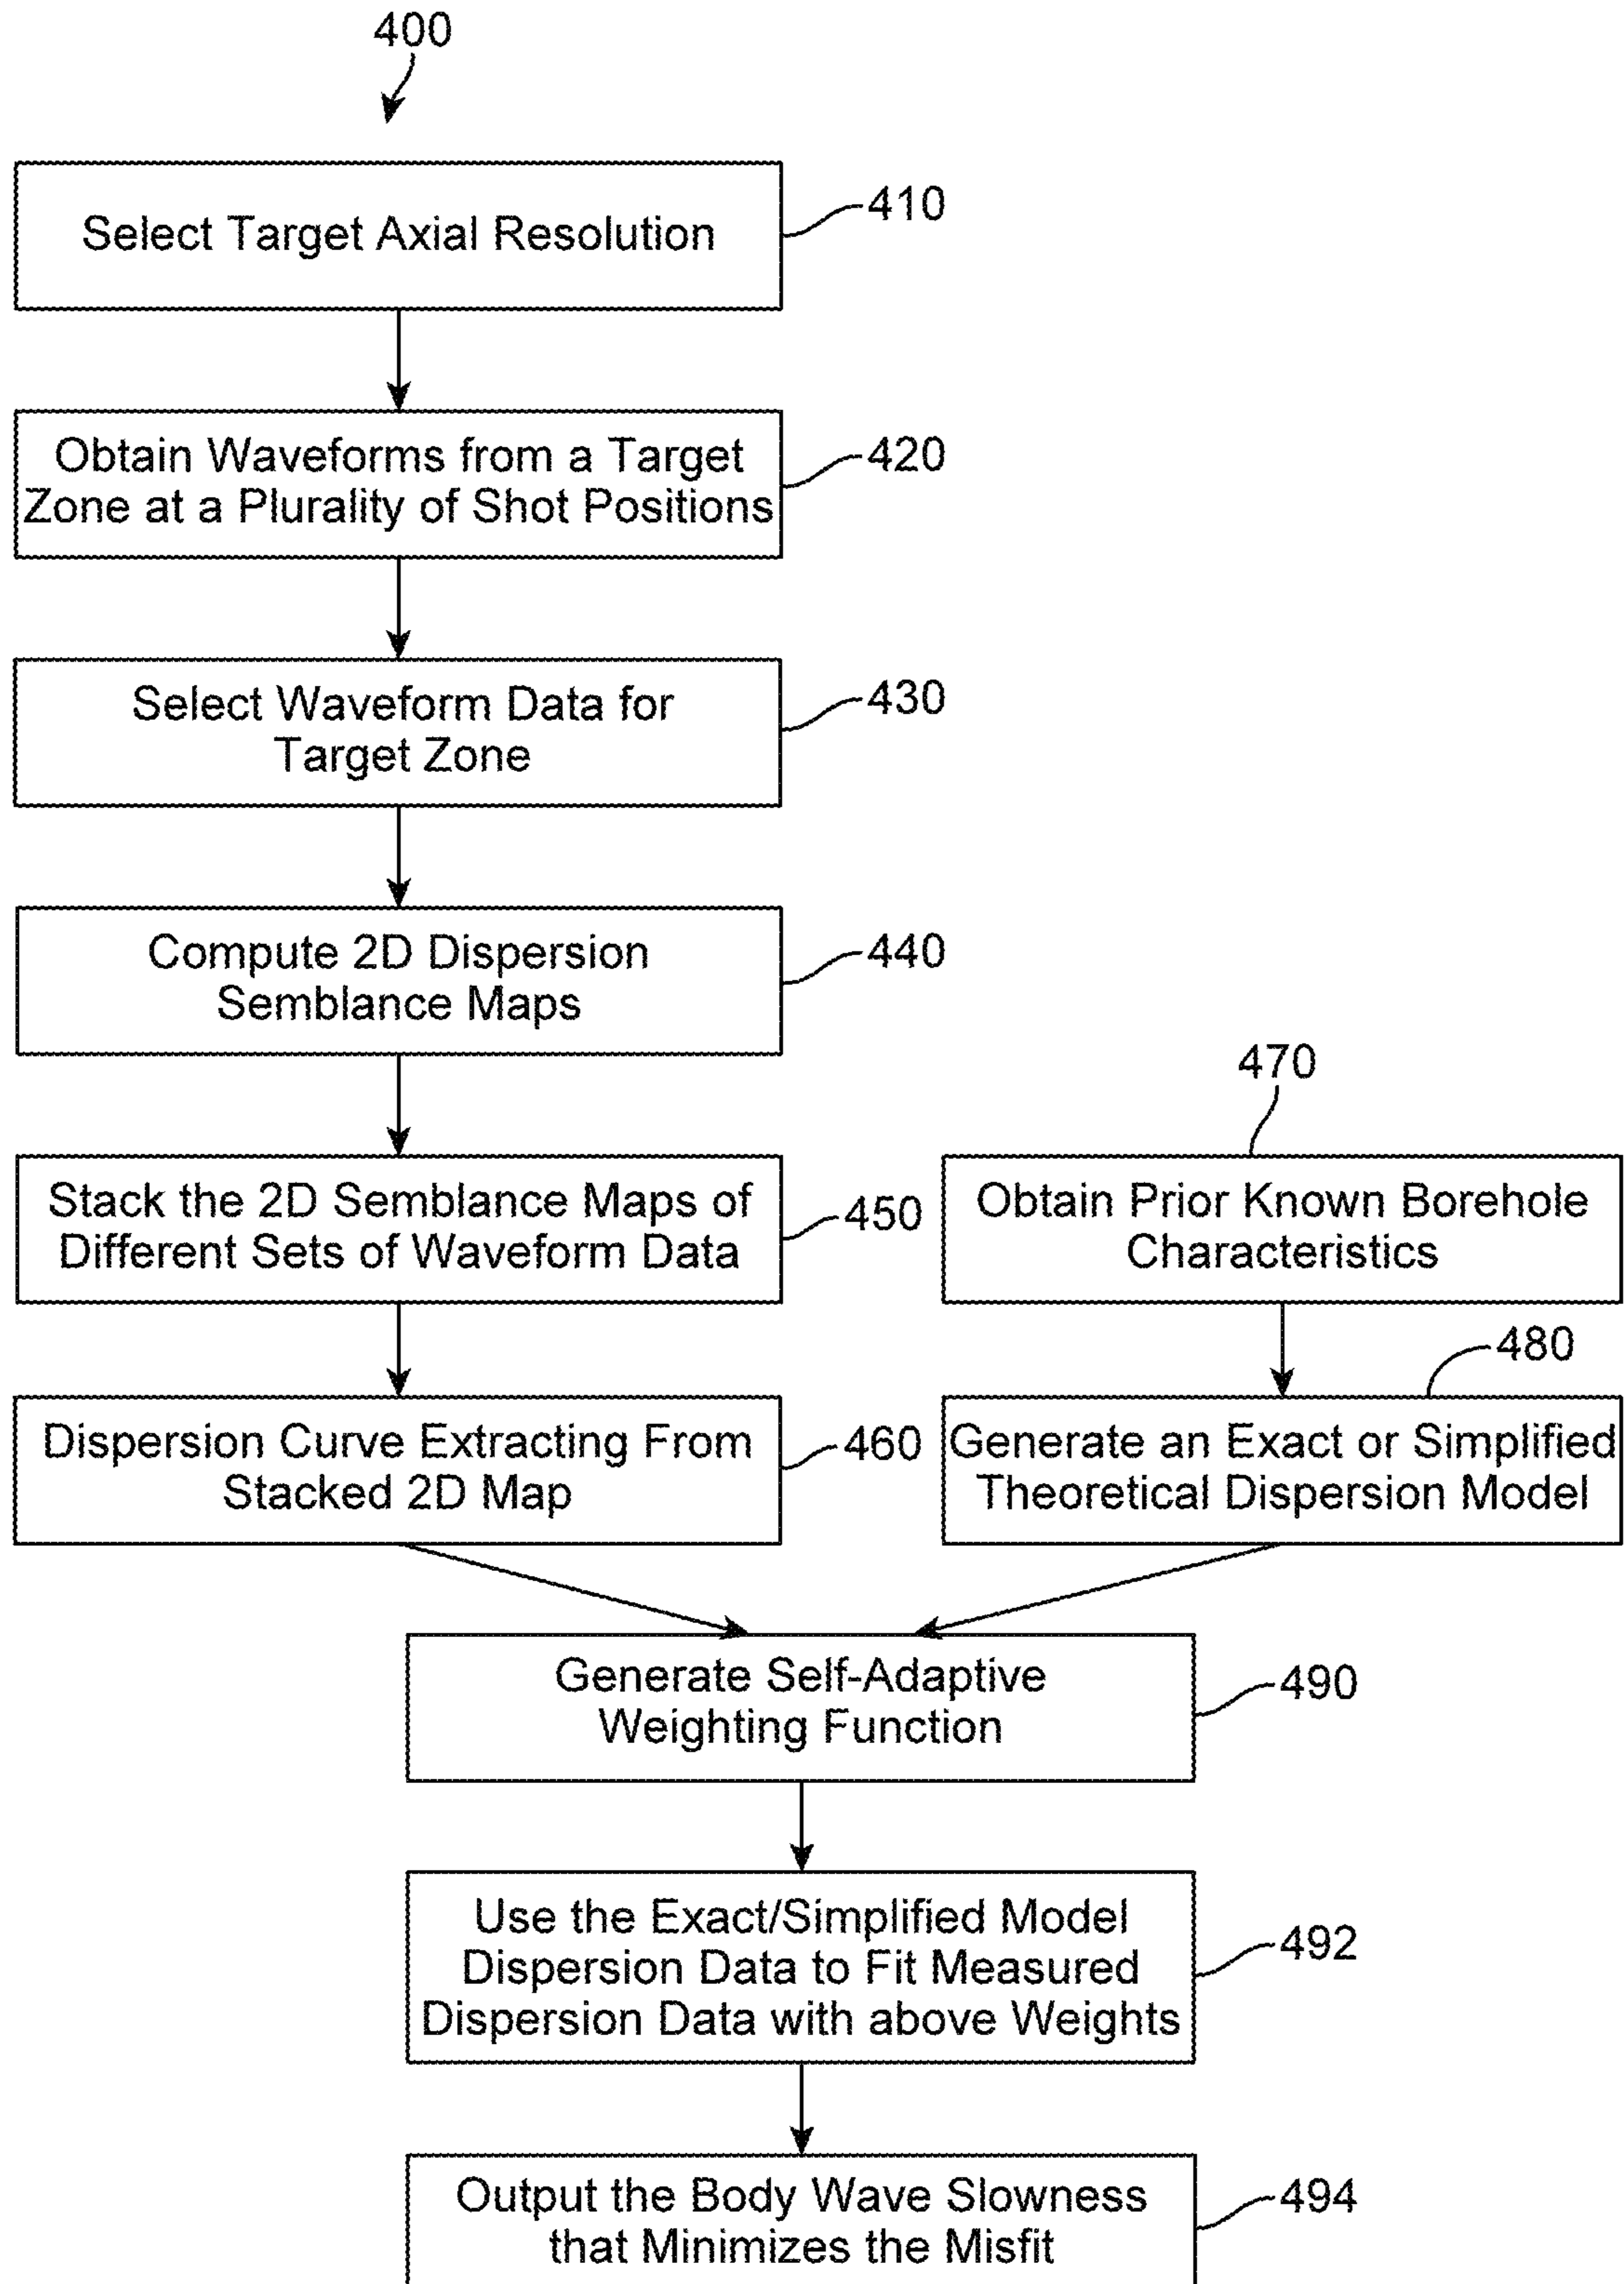 400
Select Target Axial Resolution
410
Obtain Waveforms from a Target
Zone at a Plurality of Shot Positions
420
Select Waveform Data for
Target Zone
430
Compute 2D Dispersion
Semblance Maps
440
Stack the 2D Semblance Maps of
Different Sets of Waveform Data
450
Dispersion Curve Extracting From
Stacked 2D Map
460
470
Obtain Prior Known Borehole
Characteristics
480
Generate an Exact or Simplified
Theoretical Dispersion Model
Generate Self-Adaptive
Weighting Function
490
Use the Exact/Simplified Model
Dispersion Data to Fit Measured
Dispersion Data with above Weights
492
Output the Body Wave Slowness
that Minimizes the Misfit
494